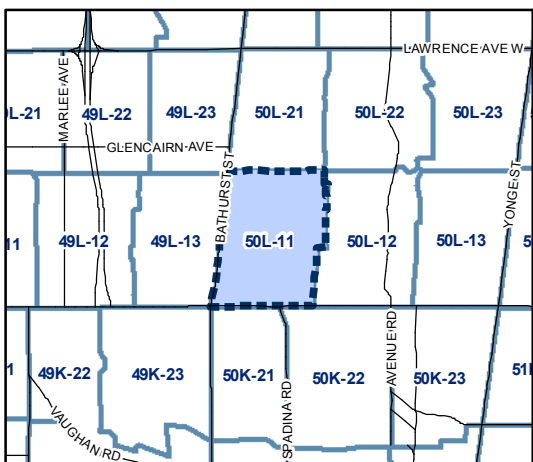 LAWRENCE AVE W
MARLEE AVE
L-21
49L-22
49L-23
50L-21
50L-22
50L-23
GLENCAIRN AVE
BATHURST ST
YONGE ST
11
49L-12
49L-13
50L-11
50L-12
50L-13
5
1
49K-22
49K-23
50K-21
50K-22
50K-23
51
AVENUE RD
SPADINA RD
VAUGHAN RD